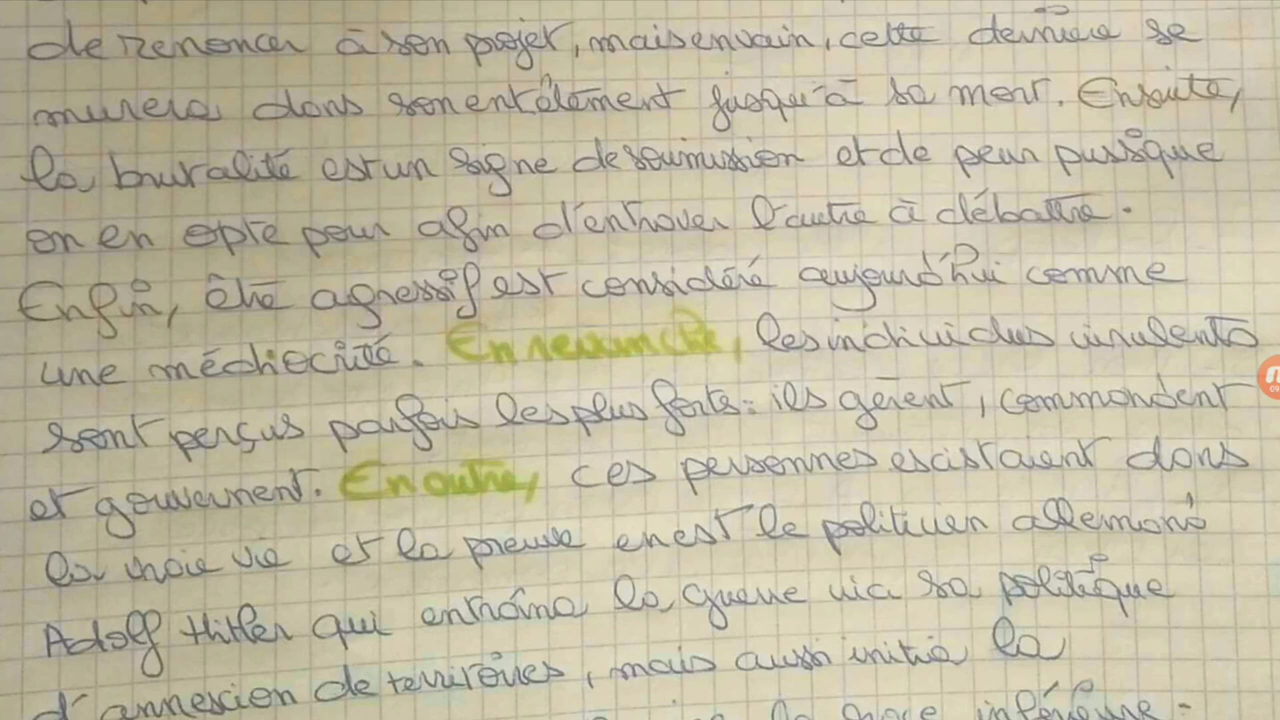 de renoncer à son projet, mais en vain, cette dernière se
murera dans son entêtement jusqu'à sa mort. Ensuite,
la brutalité est un signe de soumission et de peur puisque
on en opte pour afin d'entraver l'autre à débattre.
Enfin, être agressif est considéré aujourd'hui comme
une médiocrité. En revanche, les individus virulents
sont perçus parfois les plus forts : ils gèrent, commandent
et gouvernent. En outre, ces personnes existaient dans
la vraie vie et la preuve en est le politicien allemand
Adolf Hitler qui entraîna la guerre via sa politique
d'annexion de territoires, mais aussi initia la
la race inférieure